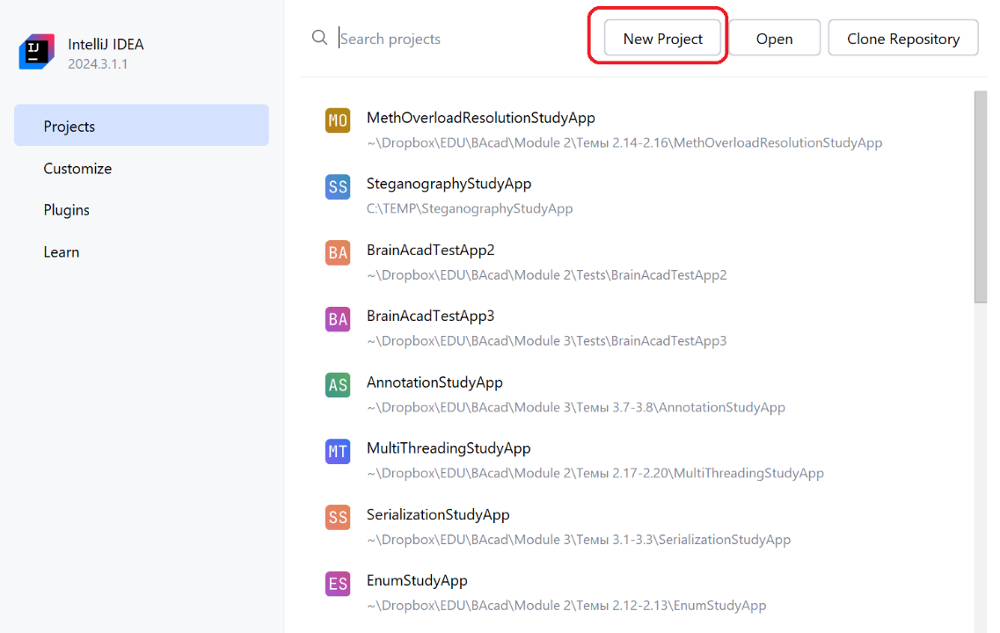 IntelliJ IDEA
2024.3.1.1
Projects
Customize
Plugins
Learn
Search projects
New Project
Open
Clone Repository
MO
MethOverloadResolutionStudyApp
~\Dropbox\EDU\BAcad\Module 2\Темы 2.14-2.16\MethOverloadResolutionStudyApp
SS
SteganographyStudyApp
C:\TEMP\SteganographyStudyApp
BA
BrainAcadTestApp2
~\Dropbox\EDU\BAcad\Module 2\Tests\BrainAcadTestApp2
BA
BrainAcadTestApp3
~\Dropbox\EDU\BAcad\Module 3\Tests\BrainAcadTestApp3
AS
AnnotationStudyApp
~\Dropbox\EDU\BAcad\Module 3\Темы 3.7-3.8\AnnotationStudyApp
MT
MultiThreadingStudyApp
~\Dropbox\EDU\BAcad\Module 2\Темы 2.17-2.20\MultiThreadingStudyApp
SS
SerializationStudyApp
~\Dropbox\EDU\BAcad\Module 3\Темы 3.1-3.3\SerializationStudyApp
ES
EnumStudyApp
~\Dropbox\EDU\BAcad\Module 2\Темы 2.12-2.13\EnumStudyApp